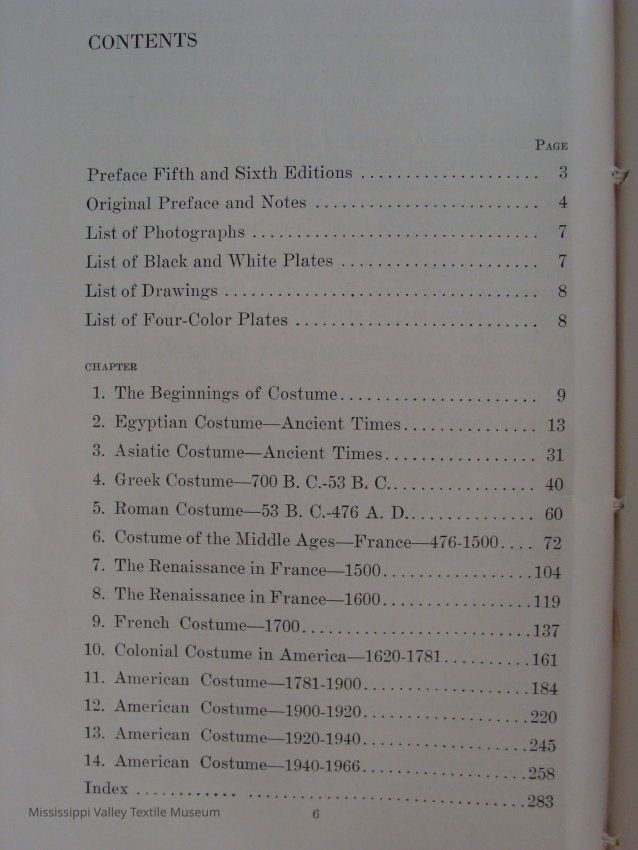 CONTENTS
PAGE
Preface Fifth and Sixth Editions .................... 3
Original Preface and Notes ......................... 4
List of Photographs ................................ 7
List of Black and White Plates ...................... 7
List of Drawings ................................... 8
List of Four-Color Plates ........................... 8
CHAPTER
1. The Beginnings of Costume...................... 9
2. Egyptian Costume—Ancient Times............... 13
3. Asiatic Costume—Ancient Times................. 31
4. Greek Costume—700 B. C.-53 B. C................. 40
5. Roman Costume—53 B. C.-476 A. D............... 60
6. Costume of the Middle Ages—France—476-1500.... 72
7. The Renaissance in France—1500.................104
8. The Renaissance in France—1600.................119
9. French Costume—1700..........................137
10. Colonial Costume in America—1620-1781..........161
11. American Costume—1781-1900...................184
12. American Costume—1900-1920...................220
13. American Costume—1920-1940...................245
14. American Costume—1940-1966...................258
Index ............ ...............................283
Mississippi Valley Textile Museum
6